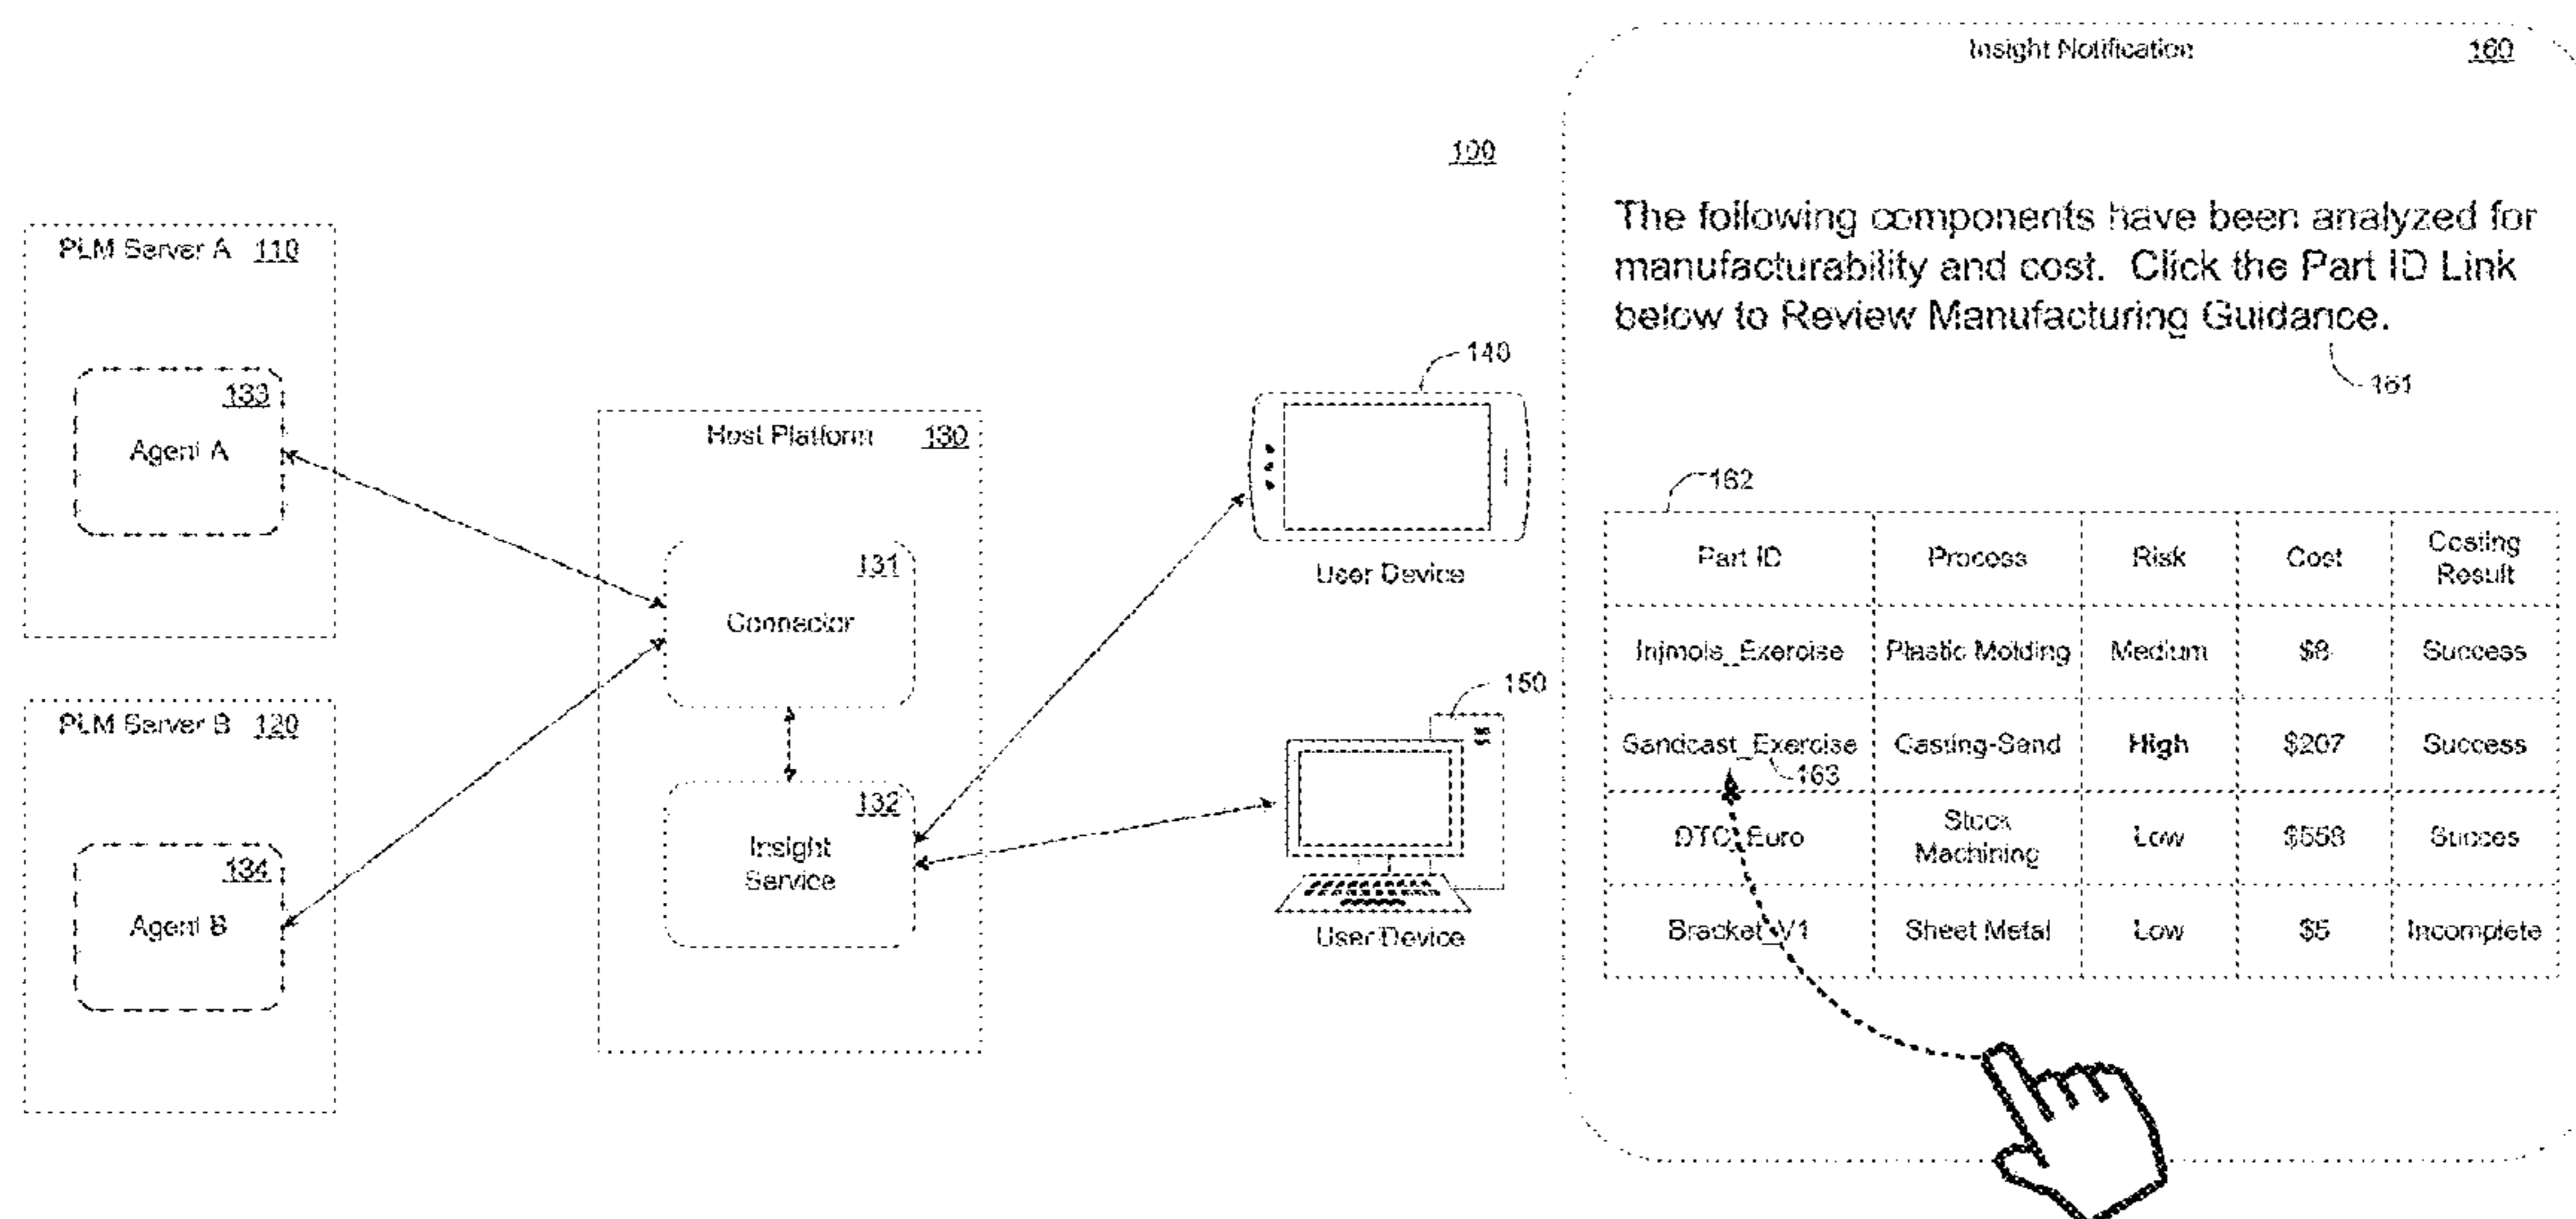 100
PLM Server A 110
133
Agent A
PLM Server B 120
134
Agent B
Host Platform 130
131
Connector
132
Insight
Service
140
User Device
150
User Device
Insight Notification 160
The following components have been analyzed for
manufacturability and cost. Click the Part ID Link
below to Review Manufacturing Guidance.
161
162
Part ID Process Risk Cost Costing Result
Injmols_Exercise Plastic Molding Medium $8 Success
Sandcast_Exercise Casting-Sand High $207 Success
163
DTC_Euro Stock Machining Low $558 Succes
Bracket_V1 Sheet Metal Low $5 Incomplete